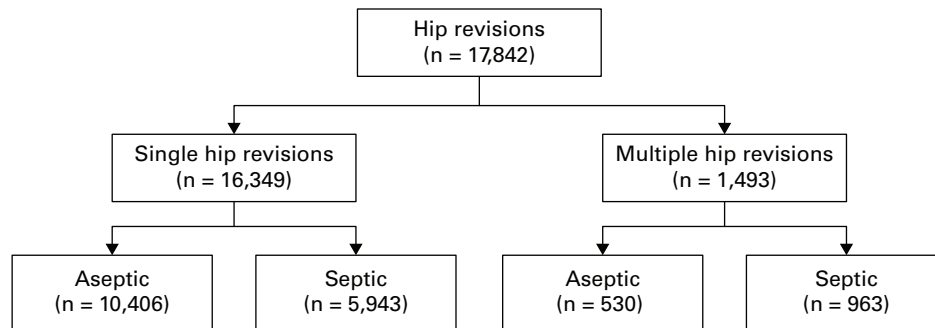 Hip revisions
(n = 17,842)
Single hip revisions
(n = 16,349)
Multiple hip revisions
(n = 1,493)
Aseptic
(n = 10,406)
Septic
(n = 5,943)
Aseptic
(n = 530)
Septic
(n = 963)